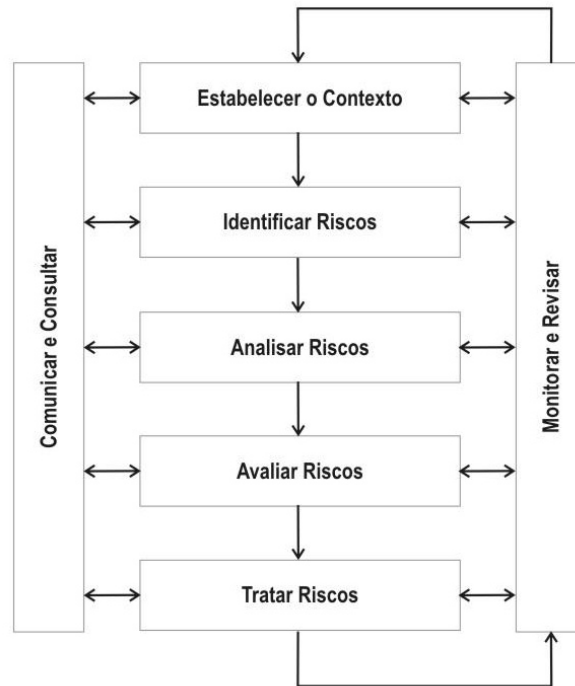 Estabelecer o Contexto
Identificar Riscos
Analisar Riscos
Avaliar Riscos
Tratar Riscos
Comunicar e Consultar
Monitorar e Revisar